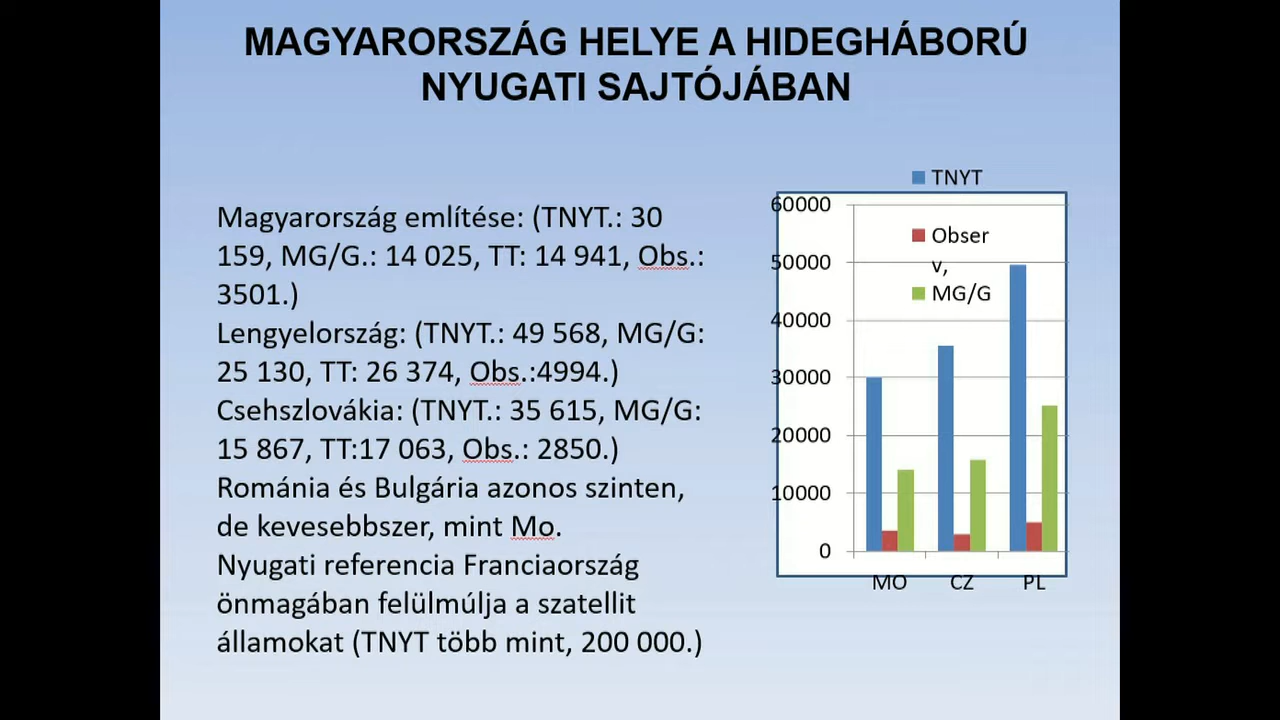 MAGYARORSZÁG HELYE A HIDEGHÁBORÚ
NYUGATI SAJTÓJÁBAN
Magyarország említése: (TNYT.: 30
159, MG/G.: 14 025, TT: 14 941, Obs.:
3501.)
Lengyelország: (TNYT.: 49 568, MG/G:
25 130, TT: 26 374, Obs.:4994.)
Csehszlovákia: (TNYT.: 35 615, MG/G:
15 867, TT:17 063, Obs.: 2850.)
Románia és Bulgária azonos szinten,
de kevesebbszer, mint Mo.
Nyugati referencia Franciaország
önmagában felülmúlja a szatellit
államokat (TNYT több mint, 200 000.)
TNYT
Obser
v,
MG/G
60000
50000
40000
30000
20000
10000
0
MO CZ PL